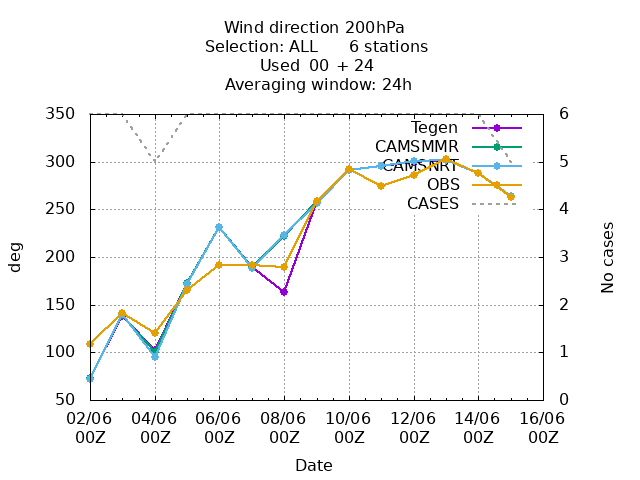 Wind direction 200hPa
Selection: ALL 6 stations
Used 00 + 24
Averaging window: 24h
350 6
Tegen
CAMSMMR
300 CAMSNRT 5
OBS
250 CASES 4
deg
200 3
No cases
150 2
100 1
50 0
02/06 04/06 06/06 08/06 10/06 12/06 14/06 16/06
00Z 00Z 00Z 00Z 00Z 00Z 00Z 00Z
Date